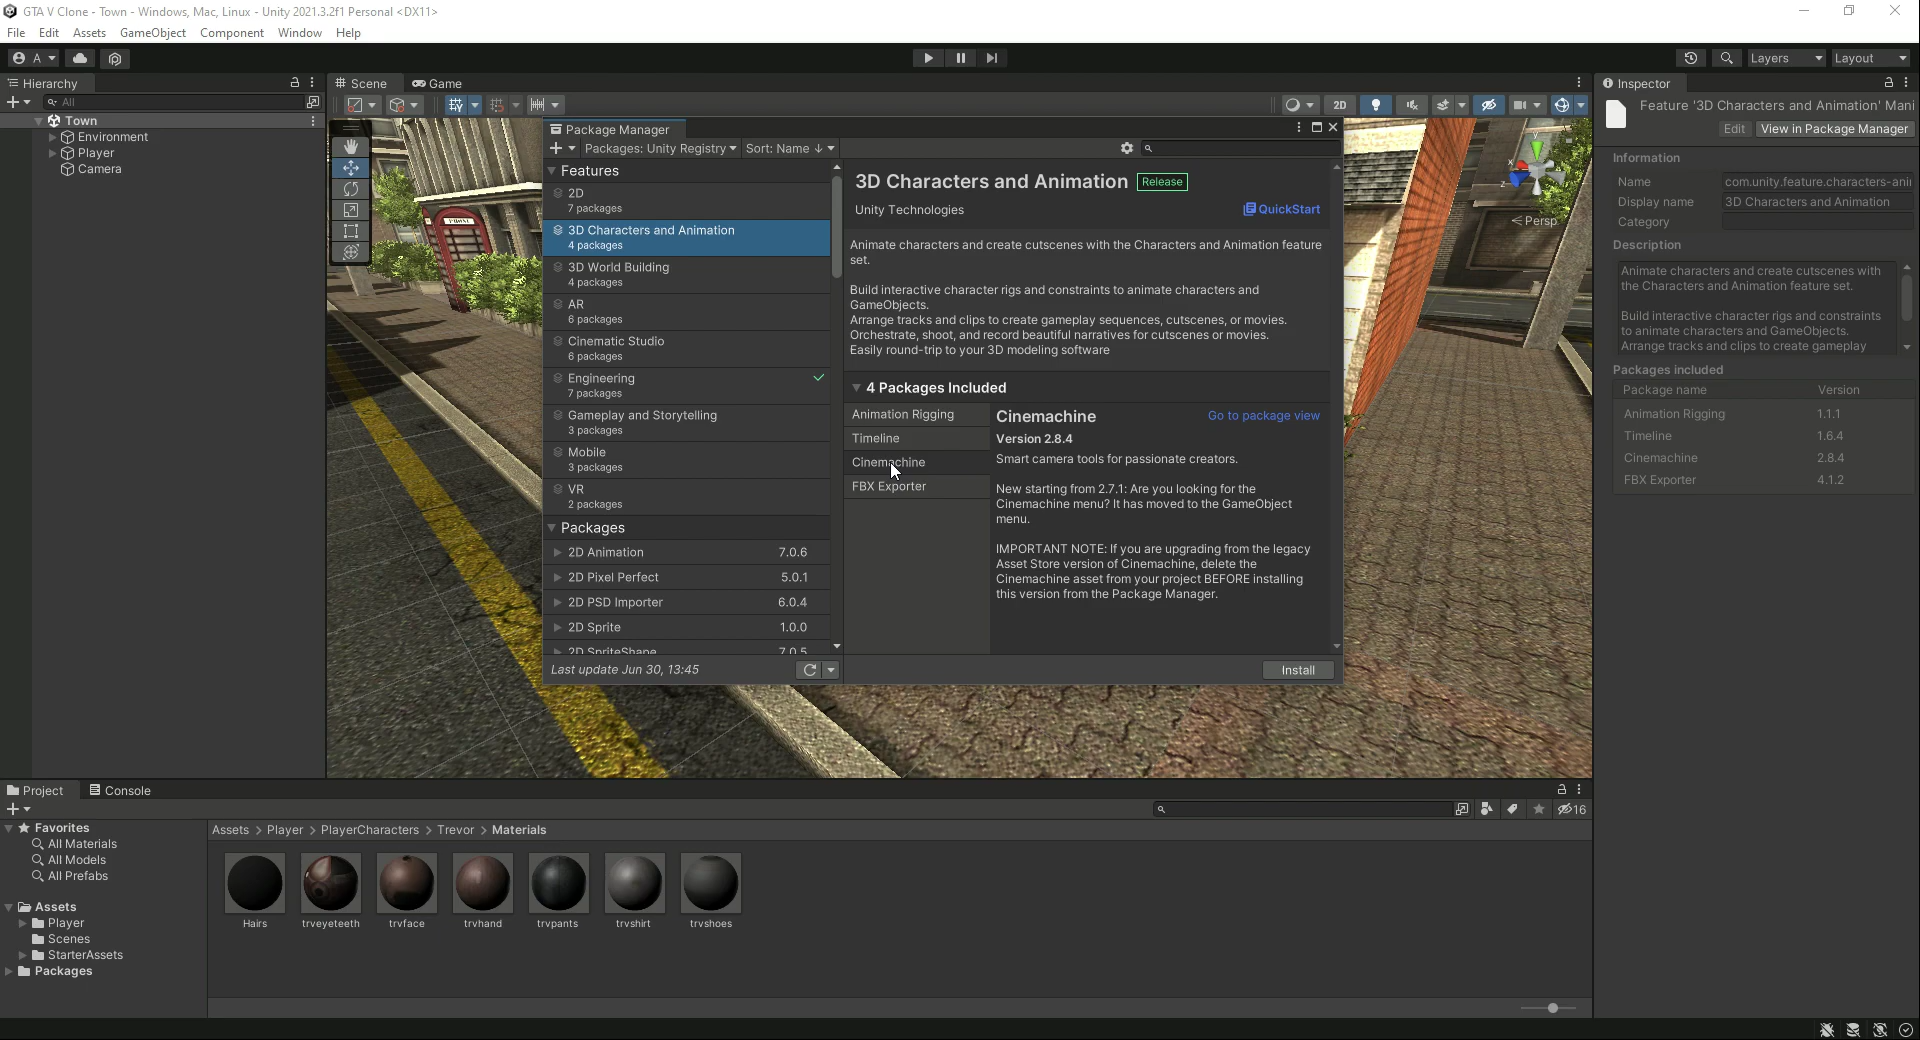 GTA V Clone - Town - Windows, Mac, Linux - Unity 2021.3.2f1 Personal <DX11>
File Edit Assets GameObject Component Window Help
A
Layers
Layout
Hierarchy
All
Town
Environment
Player
Camera
Scene
Game
2D
PHONE
y
x
z
Persp
Package Manager
Packages: Unity Registry
Sort: Name ↓
Features
2D
7 packages
3D Characters and Animation
4 packages
3D World Building
4 packages
AR
6 packages
Cinematic Studio
6 packages
Engineering
7 packages
Gameplay and Storytelling
3 packages
Mobile
3 packages
VR
2 packages
Packages
2D Animation 7.0.6
2D Pixel Perfect 5.0.1
2D PSD Importer 6.0.4
2D Sprite 1.0.0
2D SpriteShape 7.0.5
Last update Jun 30, 13:45
3D Characters and Animation Release
Unity Technologies
QuickStart
Animate characters and create cutscenes with the Characters and Animation feature
set.
Build interactive character rigs and constraints to animate characters and
GameObjects.
Arrange tracks and clips to create gameplay sequences, cutscenes, or movies.
Orchestrate, shoot, and record beautiful narratives for cutscenes or movies.
Easily round-trip to your 3D modeling software
4 Packages Included
Animation Rigging
Timeline
Cinemachine
FBX Exporter
Cinemachine
Go to package view
Version 2.8.4
Smart camera tools for passionate creators.
New starting from 2.7.1: Are you looking for the
Cinemachine menu? It has moved to the GameObject
menu.
IMPORTANT NOTE: If you are upgrading from the legacy
Asset Store version of Cinemachine, delete the
Cinemachine asset from your project BEFORE installing
this version from the Package Manager.
Install
Inspector
Feature '3D Characters and Animation' Mani
Edit
View in Package Manager
Information
Name com.unity.feature.characters-ani
Display name 3D Characters and Animation
Category
Description
Animate characters and create cutscenes with
the Characters and Animation feature set.
Build interactive character rigs and constraints
to animate characters and GameObjects.
Arrange tracks and clips to create gameplay
Packages included
Package name Version
Animation Rigging 1.1.1
Timeline 1.6.4
Cinemachine 2.8.4
FBX Exporter 4.1.2
Project
Console
16
Favorites
All Materials
All Models
All Prefabs
Assets
Player
Scenes
StarterAssets
Packages
Assets > Player > PlayerCharacters > Trevor > Materials
Hairs
trveyeteeth
trvface
trvhand
trvpants
trvshirt
trvshoes